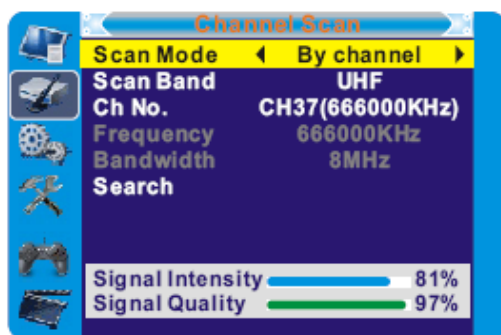 Channel Scan
Scan Mode By channel
Scan Band UHF
Ch No. CH37(666000KHz)
Frequency 666000KHz
Bandwidth 8MHz
Search
Signal Intensity 81%
Signal Quality 97%